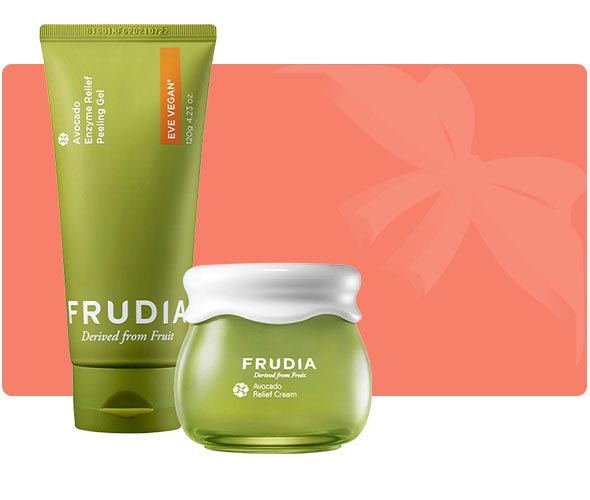 Avocado
Enzyme Relief
Peeling Gel
EVE VEGAN®
120g 4.23 oz.
FRUDIA
Derived from Fruit
FRUDIA
Derived from Fruit
Avocado
Relief Cream